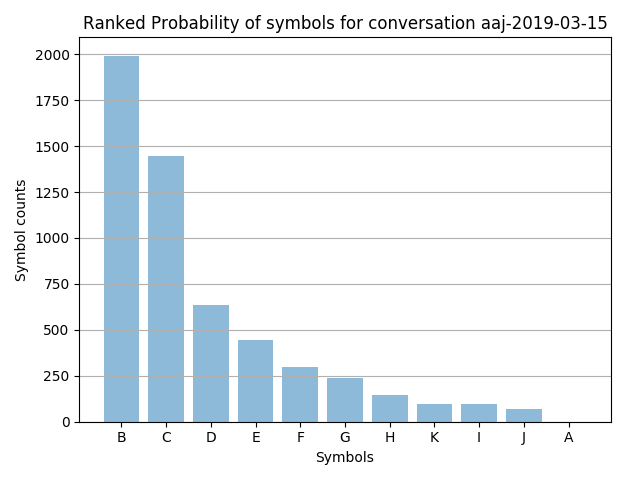 Ranked Probability of symbols for conversation aaj-2019-03-15
2000
1750
1500
1250
1000
750
500
250
0
Symbol counts
B C D E F G H K I J A
Symbols